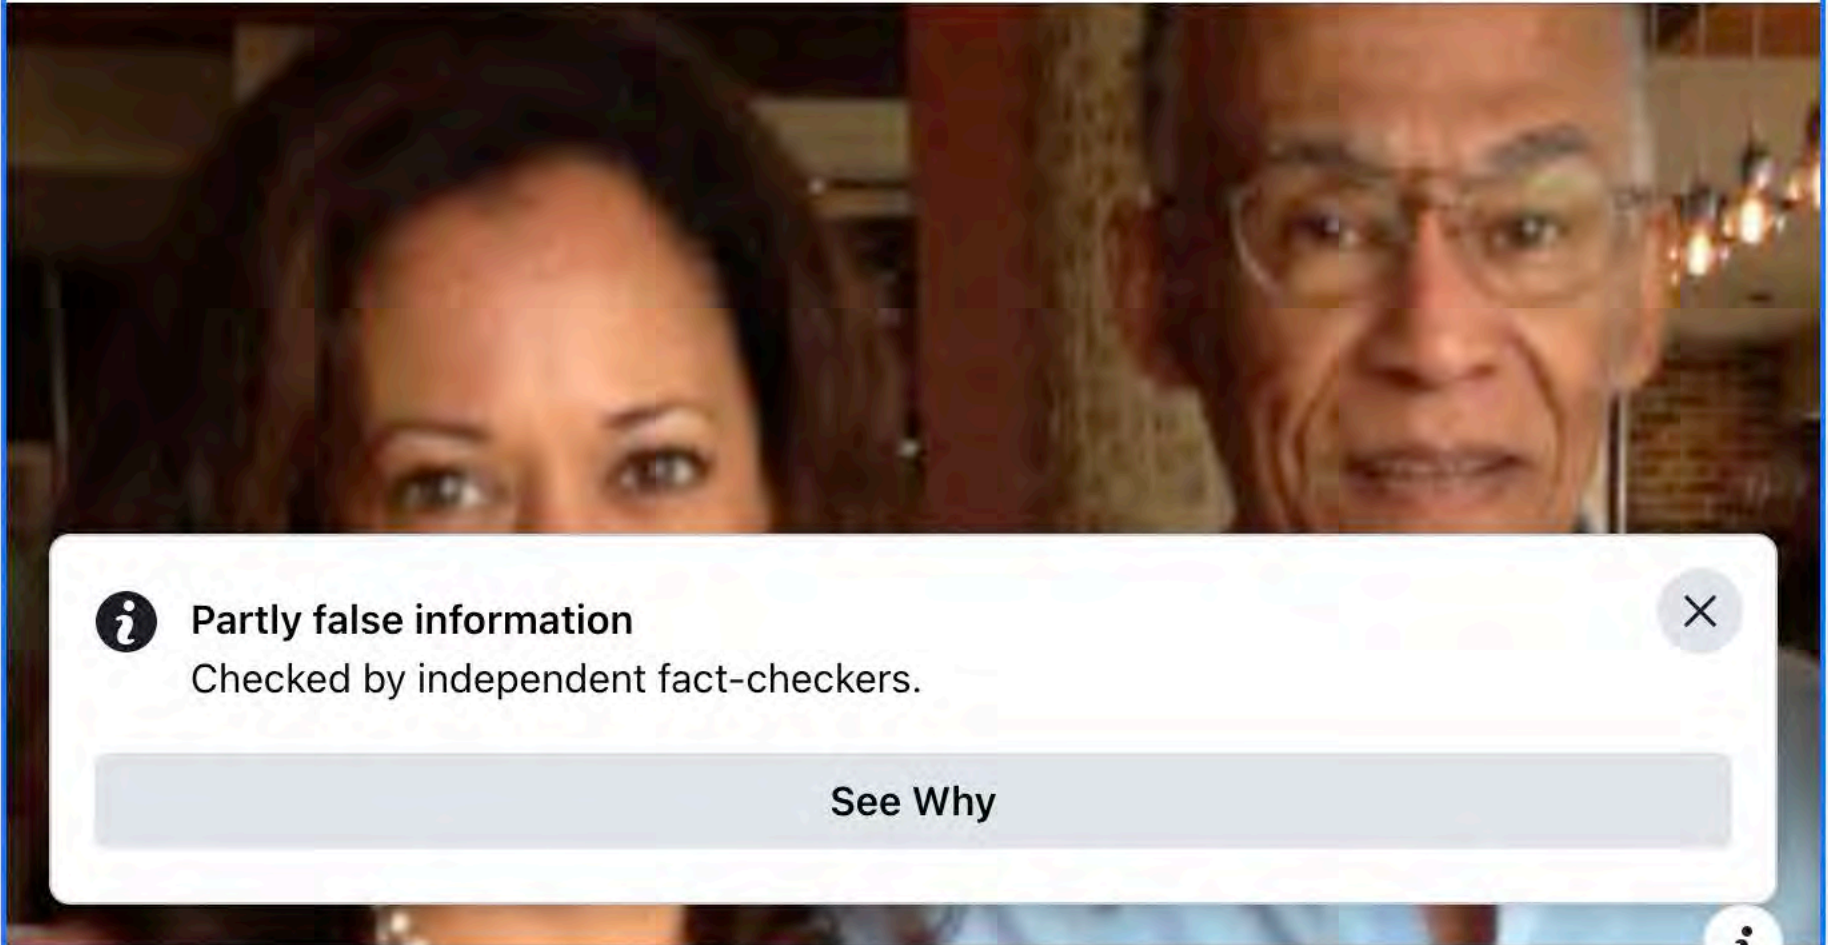 Partly false information
Checked by independent fact-checkers.
See Why